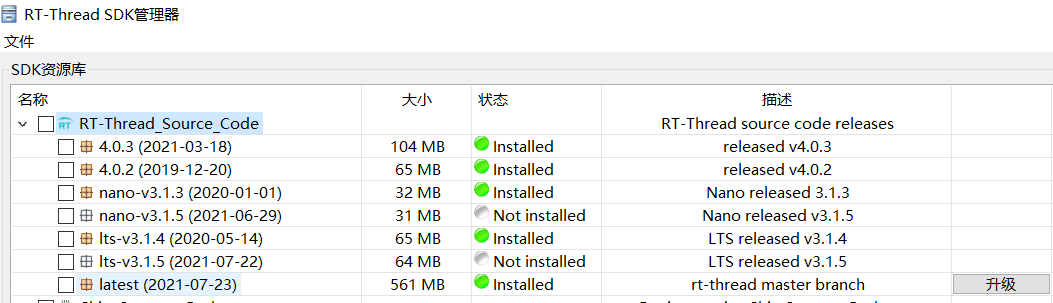 RT-Thread SDK管理器
文件
SDK资源库
名称 大小 状态 描述
RT RT-Thread_Source_Code RT-Thread source code releases
4.0.3 (2021-03-18) 104 MB Installed released v4.0.3
4.0.2 (2019-12-20) 65 MB Installed released v4.0.2
nano-v3.1.3 (2020-01-01) 32 MB Installed Nano released 3.1.3
nano-v3.1.5 (2021-06-29) 31 MB Not installed Nano released v3.1.5
lts-v3.1.4 (2020-05-14) 65 MB Installed LTS released v3.1.4
lts-v3.1.5 (2021-07-22) 64 MB Not installed LTS released v3.1.5
latest (2021-07-23) 561 MB Installed rt-thread master branch 升级